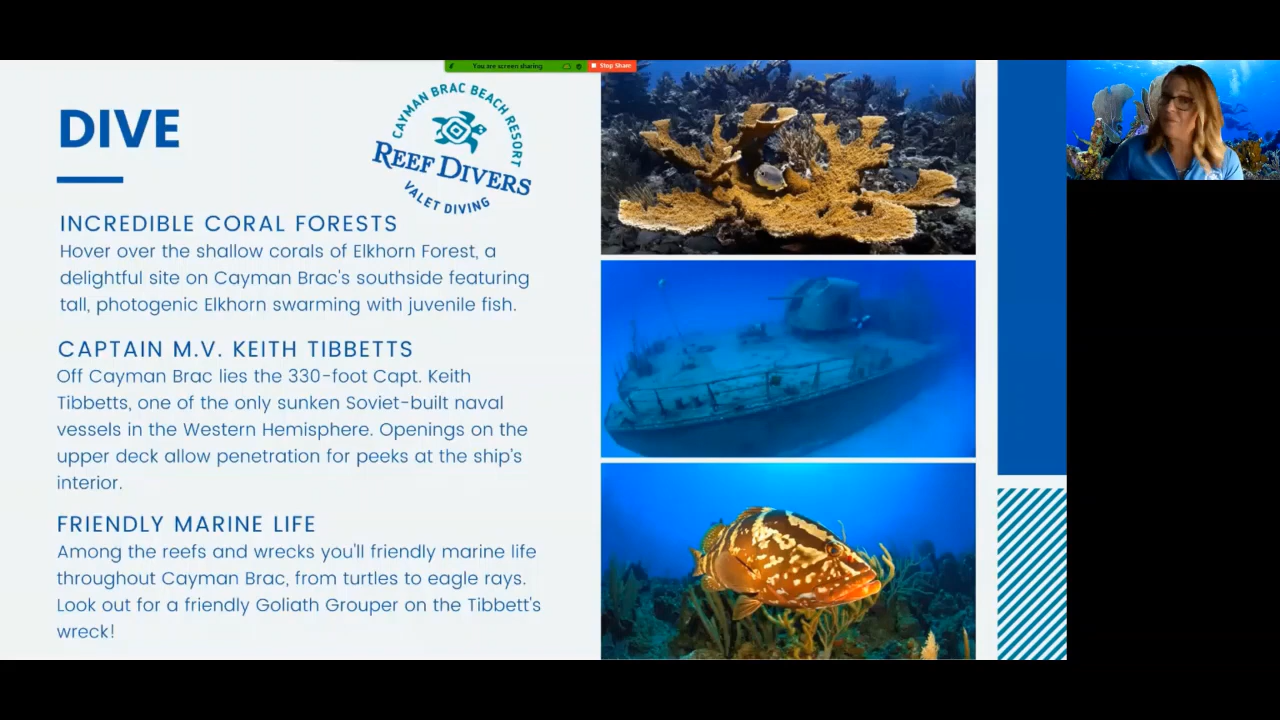 You are screen sharing
Stop Share
DIVE
CAYMAN BRAC BEACH RESORT
REEF DIVERS
VALET DIVING
INCREDIBLE CORAL FORESTS
Hover over the shallow corals of Elkhorn Forest, a
delightful site on Cayman Brac's southside featuring
tall, photogenic Elkhorn swarming with juvenile fish.
CAPTAIN M.V. KEITH TIBBETTS
Off Cayman Brac lies the 330-foot Capt. Keith
Tibbetts, one of the only sunken Soviet-built naval
vessels in the Western Hemisphere. Openings on the
upper deck allow penetration for peeks at the ship's
interior.
FRIENDLY MARINE LIFE
Among the reefs and wrecks you'll friendly marine life
throughout Cayman Brac, from turtles to eagle rays.
Look out for a friendly Goliath Grouper on the Tibbett's
wreck!